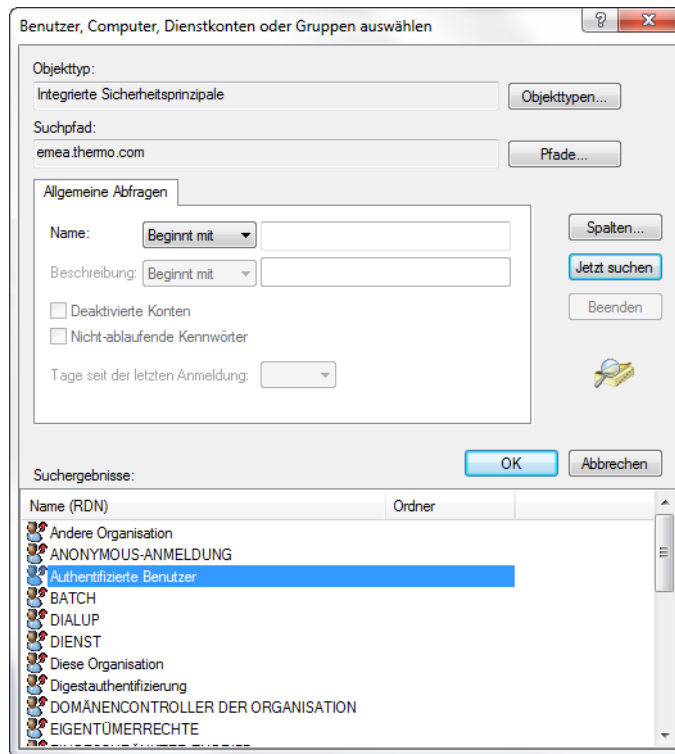 Benutzer, Computer, Dienstkonten oder Gruppen auswählen
Objekttyp:
Integrierte Sicherheitsprinzipale
Objekttypen...
Suchpfad:
emea.thermo.com
Pfade...
Allgemeine Abfragen
Name:
Beginnt mit
Beschreibung:
Beginnt mit
Deaktivierte Konten
Nicht-ablaufende Kennwörter
Tage seit der letzten Anmeldung:
Spalten...
Jetzt suchen
Beenden
OK
Abbrechen
Suchergebnisse:
Name (RDN) Ordner
Andere Organisation
ANONYMOUS-ANMELDUNG
Authentifizierte Benutzer
BATCH
DIALUP
DIENST
Diese Organisation
Digestauthentifizierung
DOMÄNENCONTROLLER DER ORGANISATION
EIGENTÜMERRECHTE